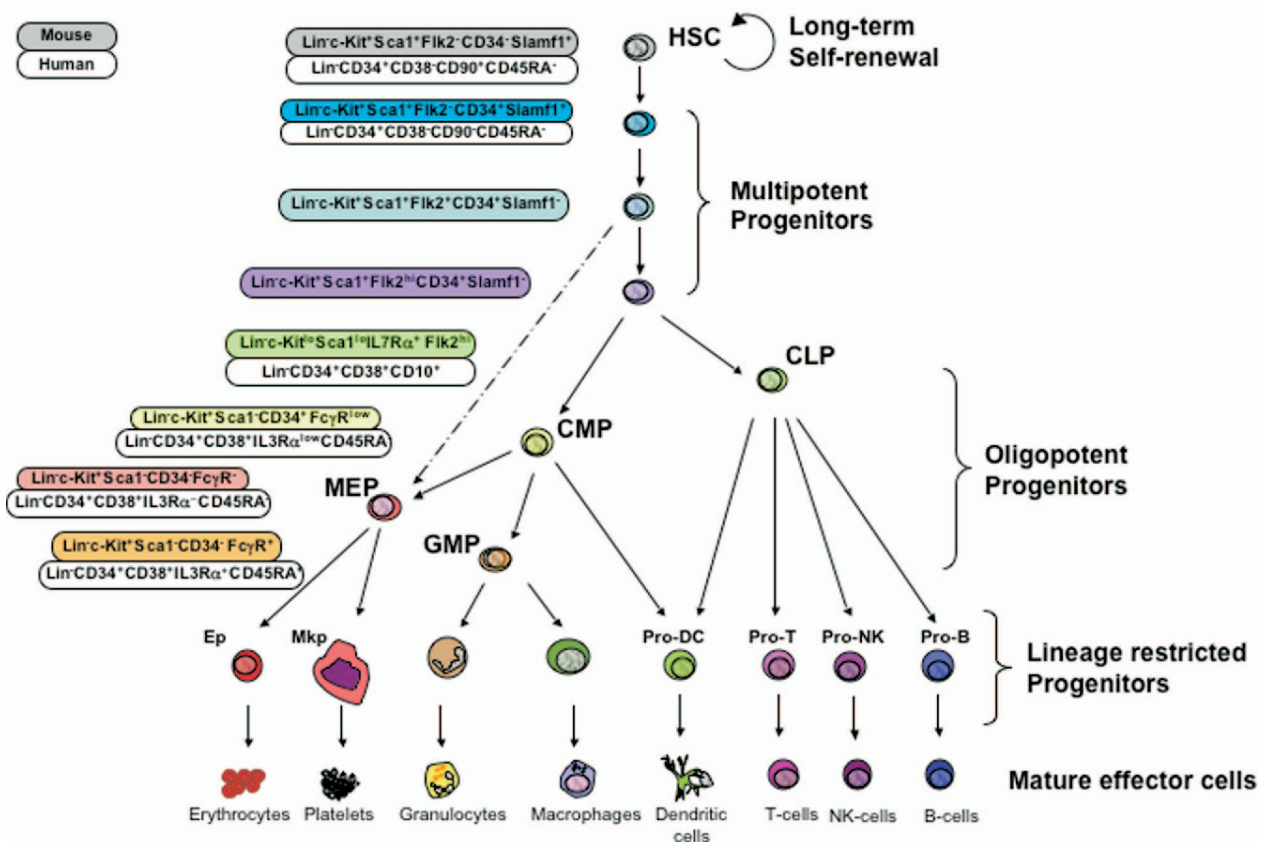 Mouse
Human
Lin⁻c-Kit⁺Sca1⁺Flk2⁻CD34⁻Slamf1⁺
Lin⁻CD34⁺CD38⁻CD90⁺CD45RA⁻
HSC
Long-term
Self-renewal
Lin⁻c-Kit⁺Sca1⁺Flk2⁻CD34⁺Slamf1⁺
Lin⁻CD34⁺CD38⁻CD90⁻CD45RA⁻
Lin⁻c-Kit⁺Sca1⁺Flk2⁺CD34⁺Slamf1⁻
Multipotent
Progenitors
Lin⁻c-Kit⁺Sca1⁺Flk2ʰⁱCD34⁺Slamf1⁻
Lin⁻c-KitˡᵒSca1ˡᵒIL7Rα⁺ Flk2ʰⁱ
Lin⁻CD34⁺CD38⁺CD10⁺
CLP
Lin⁻c-Kit⁺Sca1⁻CD34⁺FcγRˡᵒʷ
Lin⁻CD34⁺CD38⁺IL3RαˡᵒʷCD45RA⁻
CMP
Oligopotent
Progenitors
Lin⁻c-Kit⁺Sca1⁻CD34⁻FcγR⁻
Lin⁻CD34⁺CD38⁺IL3Rα⁻CD45RA⁻
MEP
Lin⁻c-Kit⁺Sca1⁻CD34⁻FcγR⁺
Lin⁻CD34⁺CD38⁺IL3Rα⁺CD45RA⁺
GMP
Ep
Mkp
Pro-DC
Pro-T
Pro-NK
Pro-B
Lineage restricted
Progenitors
Mature effector cells
Erythrocytes
Platelets
Granulocytes
Macrophages
Dendritic
cells
T-cells
NK-cells
B-cells